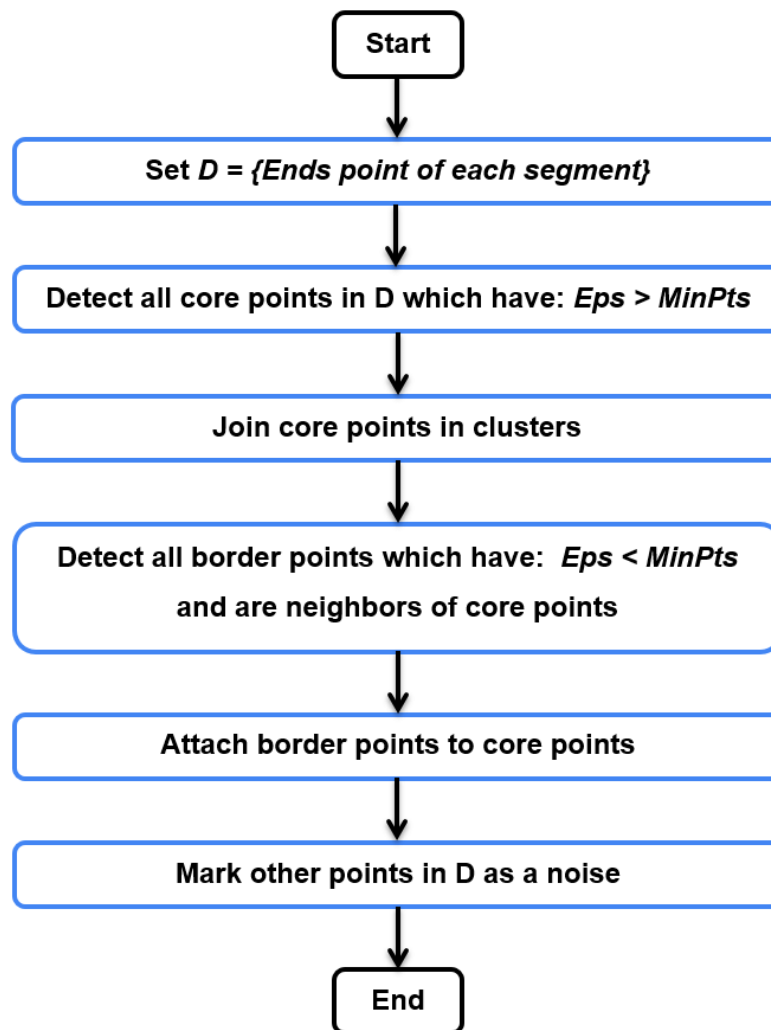 Start
Set D = {Ends point of each segment}
Detect all core points in D which have: Eps > MinPts
Join core points in clusters
Detect all border points which have: Eps < MinPts
and are neighbors of core points
Attach border points to core points
Mark other points in D as a noise
End